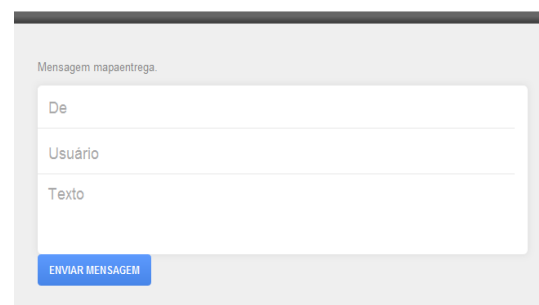 Mensagem mapaentrega.
De
Usuário
Texto
ENVIAR MENSAGEM